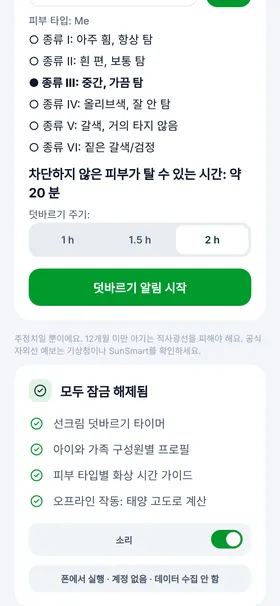 피부 타입: Me
종류 I: 아주 흼, 항상 탐
종류 II: 흰 편, 보통 탐
종류 III: 중간, 가끔 탐
종류 IV: 올리브색, 잘 안 탐
종류 V: 갈색, 거의 타지 않음
종류 VI: 짙은 갈색/검정
차단하지 않은 피부가 탈 수 있는 시간: 약
20 분
덧바르기 주기:
1 h
1.5 h
2 h
덧바르기 알림 시작
추정치일 뿐이에요. 12개월 미만 아기는 직사광선을 피해야 해요. 공식
자외선 예보는 기상청이나 SunSmart를 확인하세요.
모두 잠금 해제됨
선크림 덧바르기 타이머
아이와 가족 구성원별 프로필
피부 타입별 화상 시간 가이드
오프라인 작동: 태양 고도로 계산
소리
폰에서 실행 · 계정 없음 · 데이터 수집 안 함